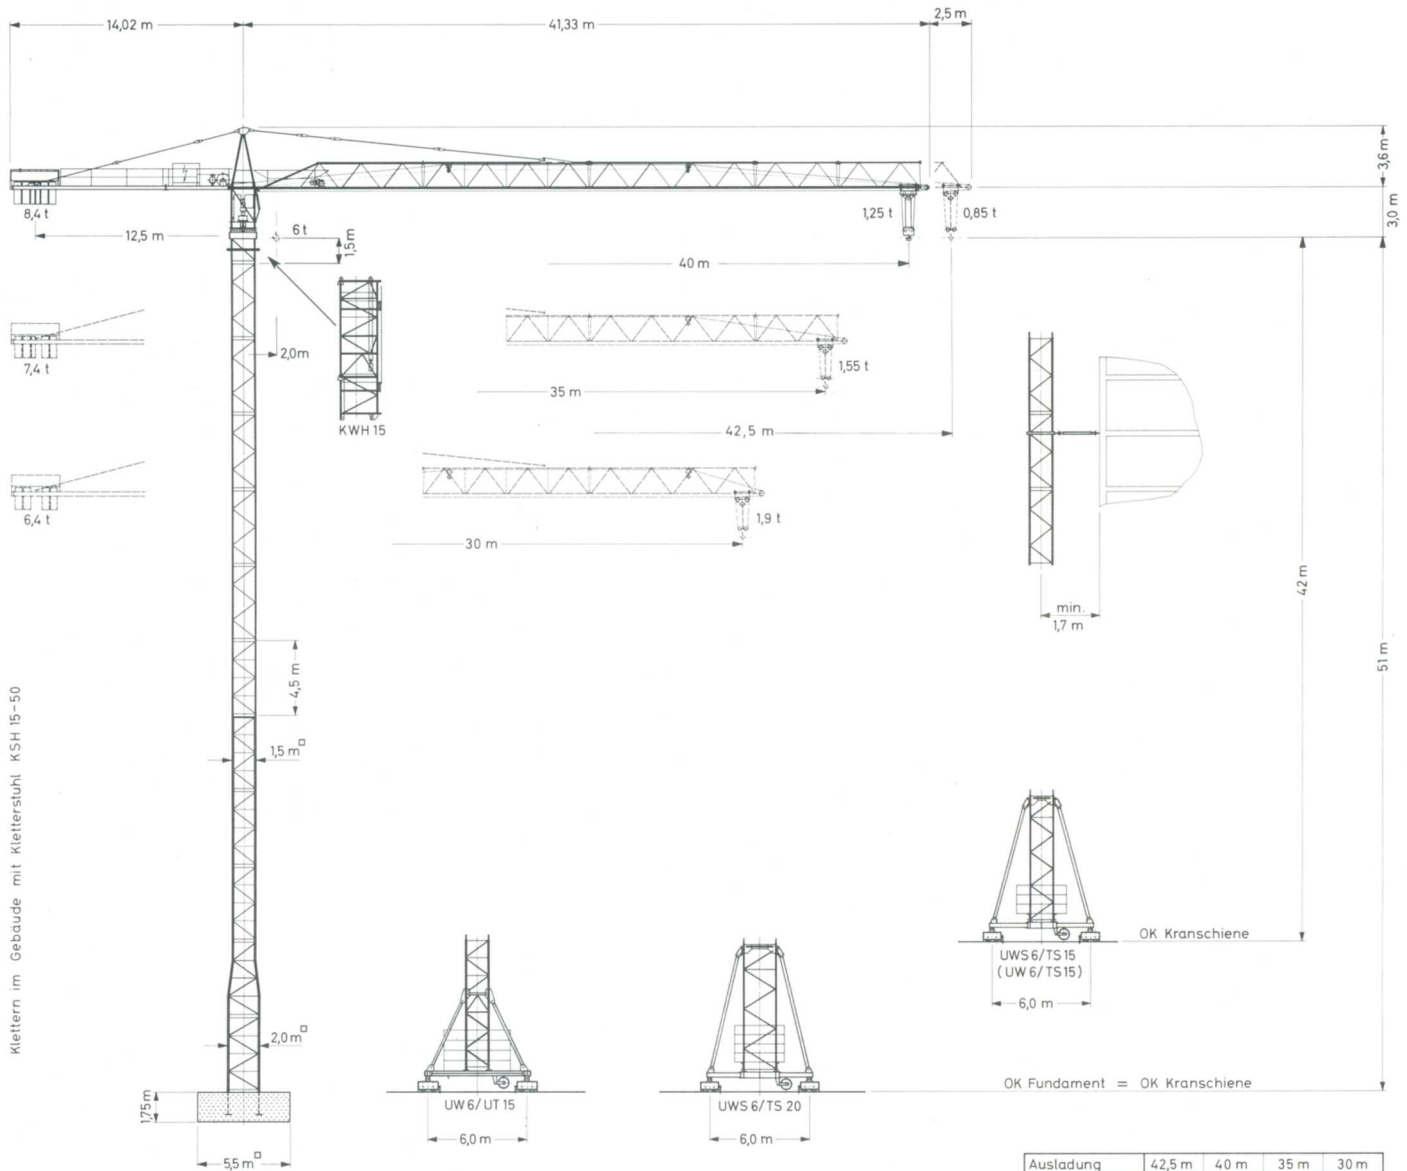 14,02 m
41,33 m
2,5 m
3,6 m
3,0 m
8,4 t
12,5 m
6 t
1,5 m
1,25 t
0,85 t
40 m
7,4 t
2,0 m
KWH 15
1,55 t
35 m
42,5 m
6,4 t
1,9 t
30 m
min.
1,7 m
42 m
51 m
4,5 m
1,5 m□
Klettern im Gebäude mit Kletterstuhl KSH 15-50
OK Kranschiene
UWS 6/TS 15
(UW 6/TS 15)
6,0 m
2,0 m□
1,75 m
5,5 m□
UW 6/UT 15
6,0 m
UWS 6/TS 20
6,0 m
OK Fundament = OK Kranschiene
Ausladung 42,5 m 40 m 35 m 30 m